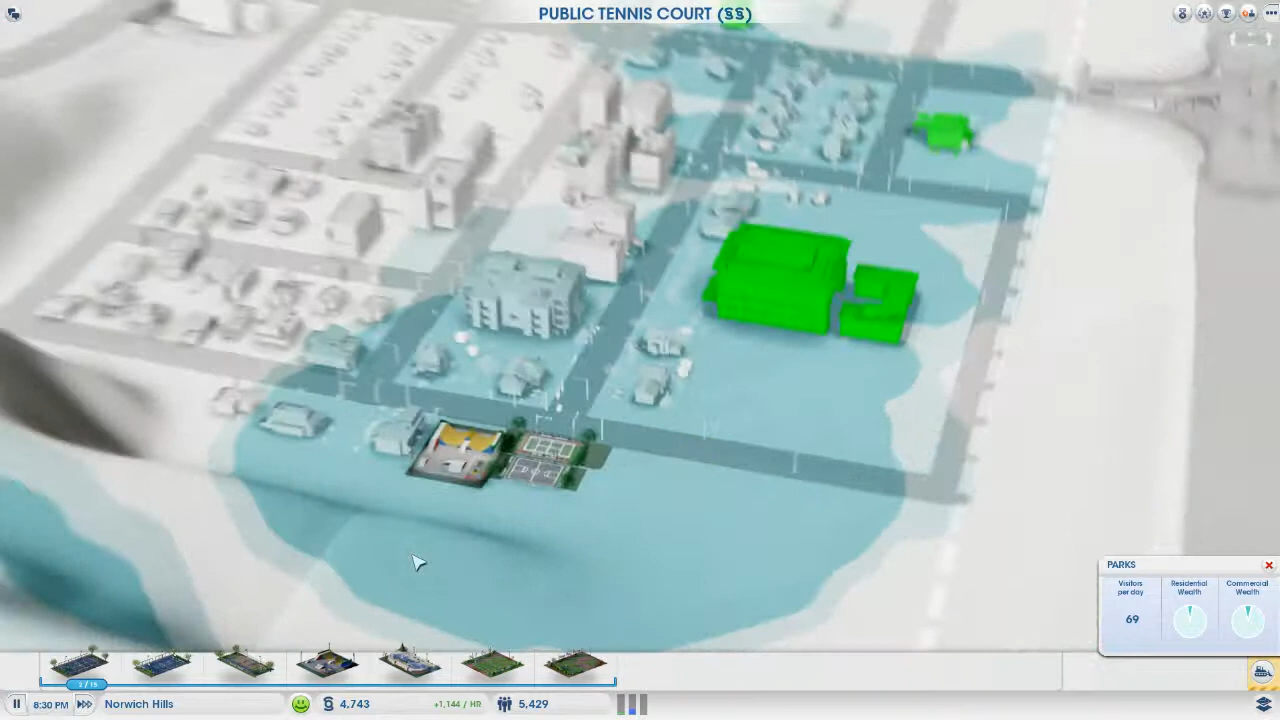 PUBLIC TENNIS COURT (§§)
PARKS
Visitors per day
Residential Wealth
Commercial Wealth
69
2 / 15
8:30 PM
Norwich Hills
§ 4,743
+1,144 / HR
5,429